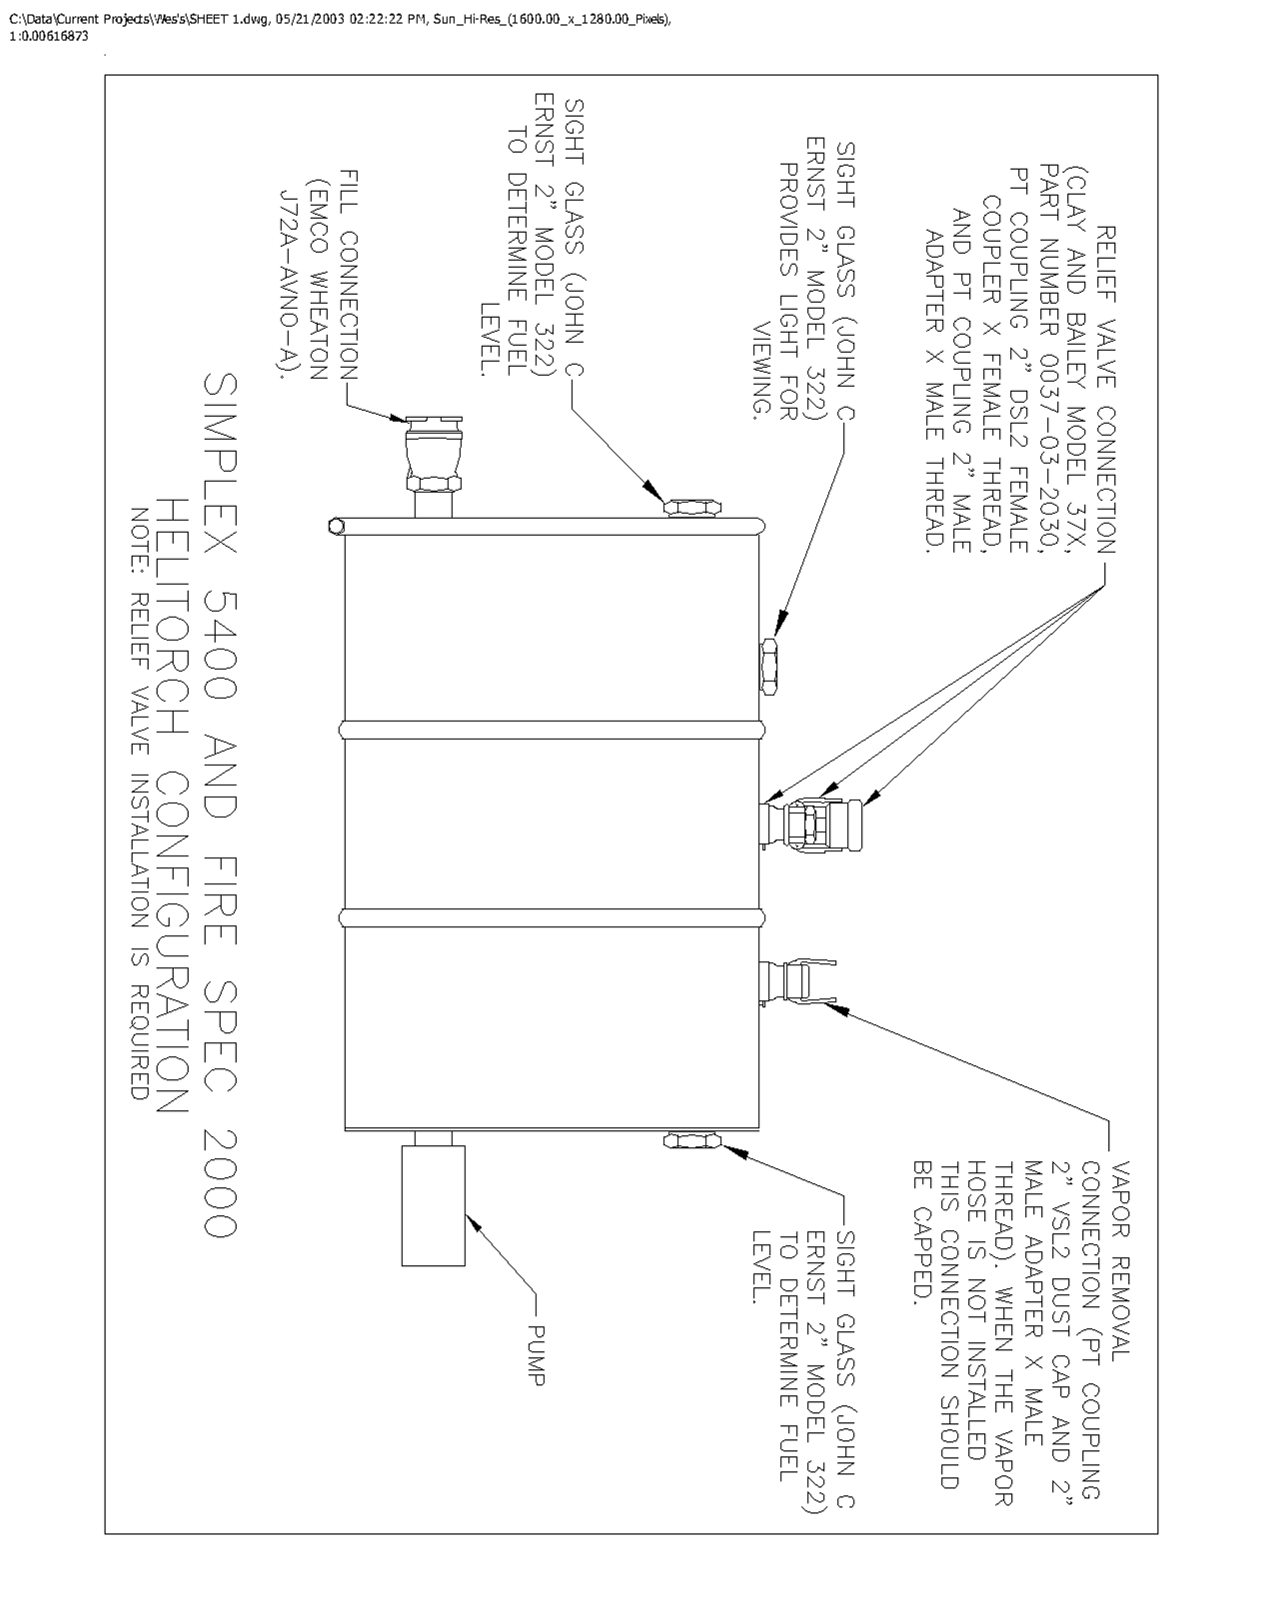 C:\Data\Current Projects\Wes's\SHEET 1.dwg, 05/21/2003 02:22:22 PM, Sun_Hi-Res_(1600.00_x_1280.00_Pixels),
1:0.00616873
RELIEF VALVE CONNECTION
(CLAY AND BAILEY MODEL 37X,
PART NUMBER 0037-03-2030,
PT COUPLING 2" DSL2 FEMALE
COUPLER X FEMALE THREAD,
AND PT COUPLING 2" MALE
ADAPTER X MALE THREAD.
VAPOR REMOVAL
CONNECTION (PT COUPLING
2" VSL2 DUST CAP AND 2"
MALE ADAPTER X MALE
THREAD). WHEN THE VAPOR
HOSE IS NOT INSTALLED
THIS CONNECTION SHOULD
BE CAPPED.
SIGHT GLASS (JOHN C
ERNST 2" MODEL 322)
PROVIDES LIGHT FOR
VIEWING.
SIGHT GLASS (JOHN C
ERNST 2" MODEL 322)
TO DETERMINE FUEL
LEVEL.
SIGHT GLASS (JOHN C
ERNST 2" MODEL 322)
TO DETERMINE FUEL
LEVEL.
PUMP
FILL CONNECTION
(EMCO WHEATON
J72A-AVNO-A).
SIMPLEX 5400 AND FIRE SPEC 2000
HELITORCH CONFIGURATION
NOTE: RELIEF VALVE INSTALLATION IS REQUIRED